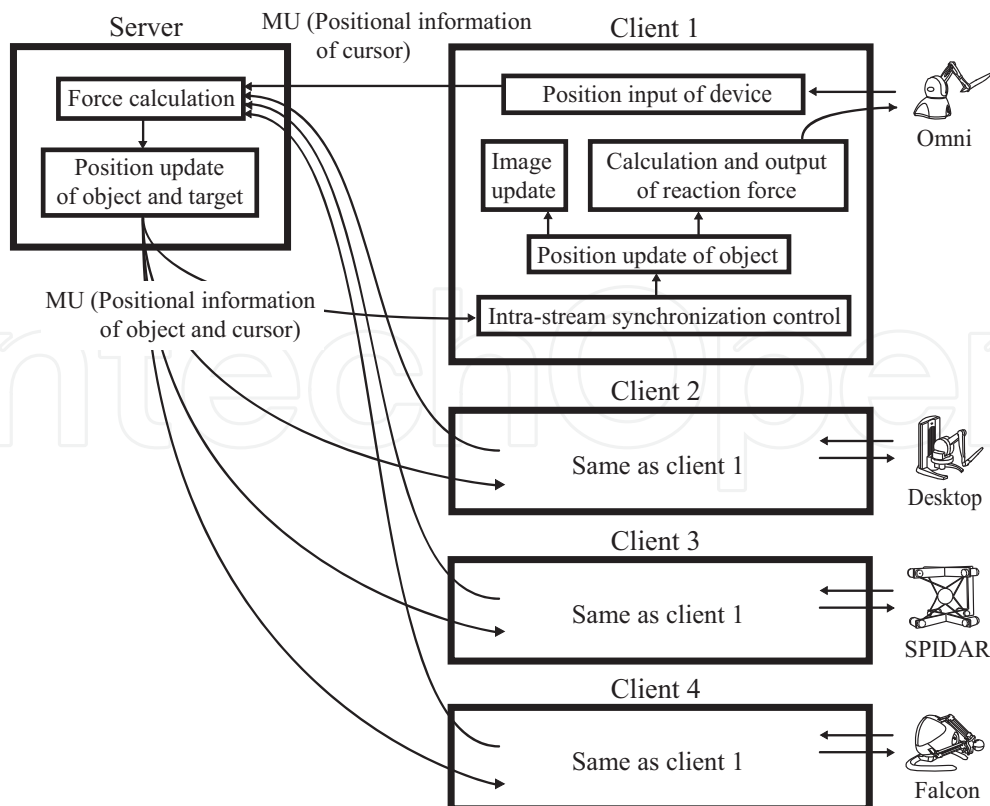 Server
MU (Positional information
of cursor)
Client 1
Force calculation
Position input of device
Omni
Position update
of object and target
Image
update
Calculation and output
of reaction force
Position update of object
MU (Positional information
of object and cursor)
Intra-stream synchronization control
Client 2
Same as client 1
Desktop
Client 3
Same as client 1
SPIDAR
Client 4
Same as client 1
Falcon
ntechOpen